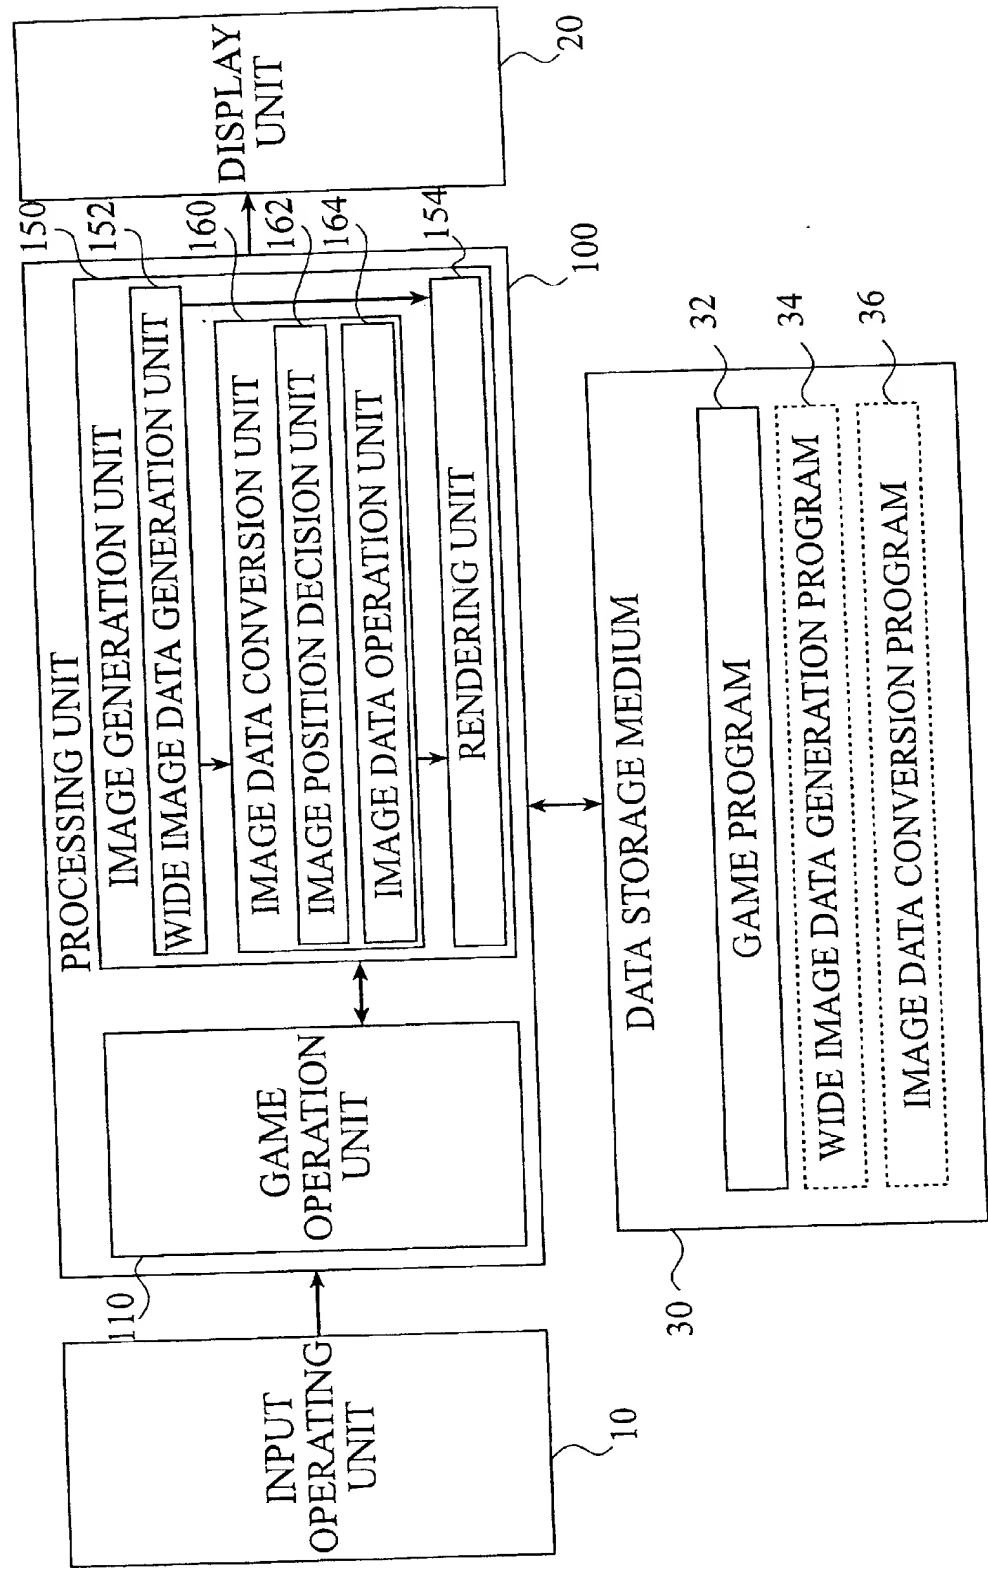 INPUT
OPERATING
UNIT
10
110
GAME
OPERATION
UNIT
PROCESSING UNIT
IMAGE GENERATION UNIT
WIDE IMAGE DATA GENERATION UNIT
IMAGE DATA CONVERSION UNIT
IMAGE POSITION DECISION UNIT
IMAGE DATA OPERATION UNIT
RENDERING UNIT
150
152
160
162
164
154
100
DISPLAY
UNIT
20
DATA STORAGE MEDIUM
GAME PROGRAM
32
WIDE IMAGE DATA GENERATION PROGRAM
34
IMAGE DATA CONVERSION PROGRAM
36
30